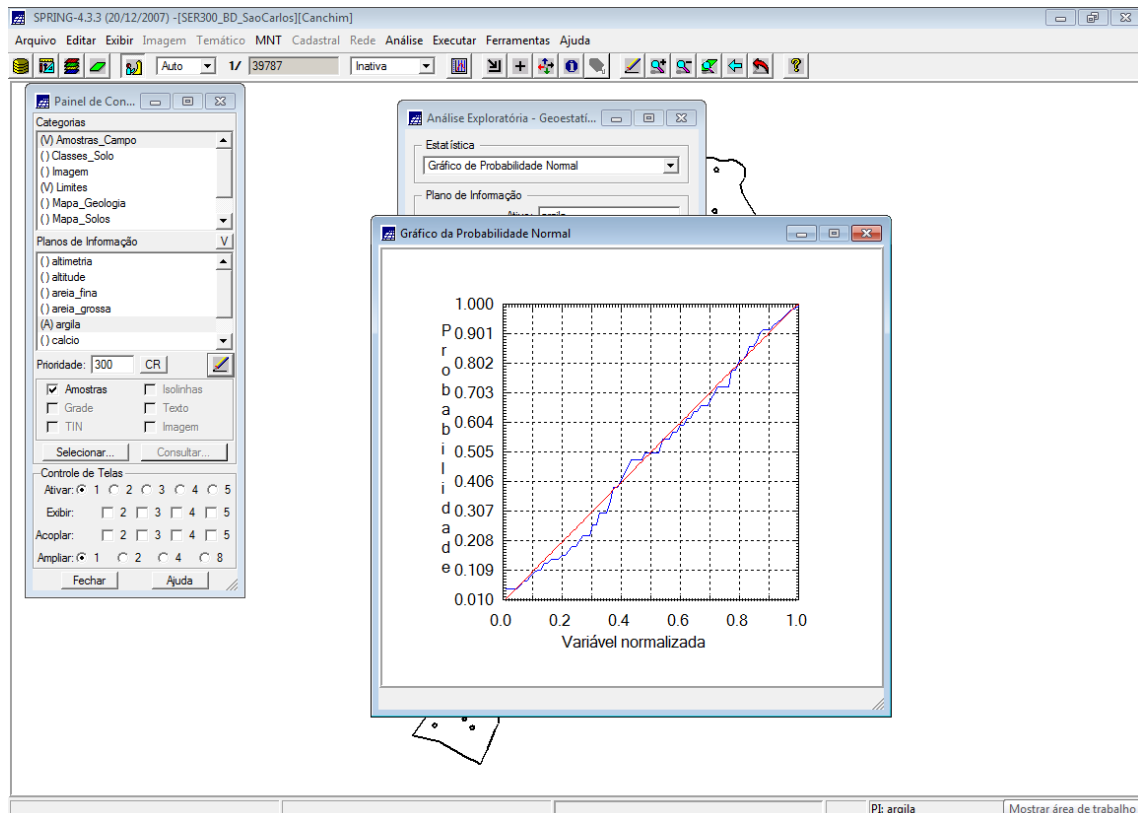 SPRING-4.3.3 (20/12/2007) -[SER300_BD_SaoCarlos][Canchim]
Arquivo Editar Exibir Imagem Temático MNT Cadastral Rede Análise Executar Ferramentas Ajuda
Auto 1/ 39787 Inativa
Painel de Con...
Categorias
(V) Amostras_Campo
( ) Classes_Solo
( ) Imagem
(V) Limites
( ) Mapa_Geologia
( ) Mapa_Solos
Planos de Informação V
( ) altimetria
( ) altitude
( ) areia_fina
( ) areia_grossa
(A) argila
( ) calcio
Prioridade: 300 CR
Amostras Isolinhas
Grade Texto
TIN Imagem
Selecionar... Consultar...
Controle de Telas
Ativar: 1 2 3 4 5
Exibir: 2 3 4 5
Acoplar: 2 3 4 5
Ampliar: 1 2 4 8
Fechar Ajuda
Análise Exploratória - Geoestatí...
Estatística
Gráfico de Probabilidade Normal
Plano de Informação
Ativo: argila
Gráfico da Probabilidade Normal
Probabilidade
1.000
0.901
0.802
0.703
0.604
0.505
0.406
0.307
0.208
0.109
0.010
0.0 0.2 0.4 0.6 0.8 1.0
Variável normalizada
PI: argila
Mostrar área de trabalho